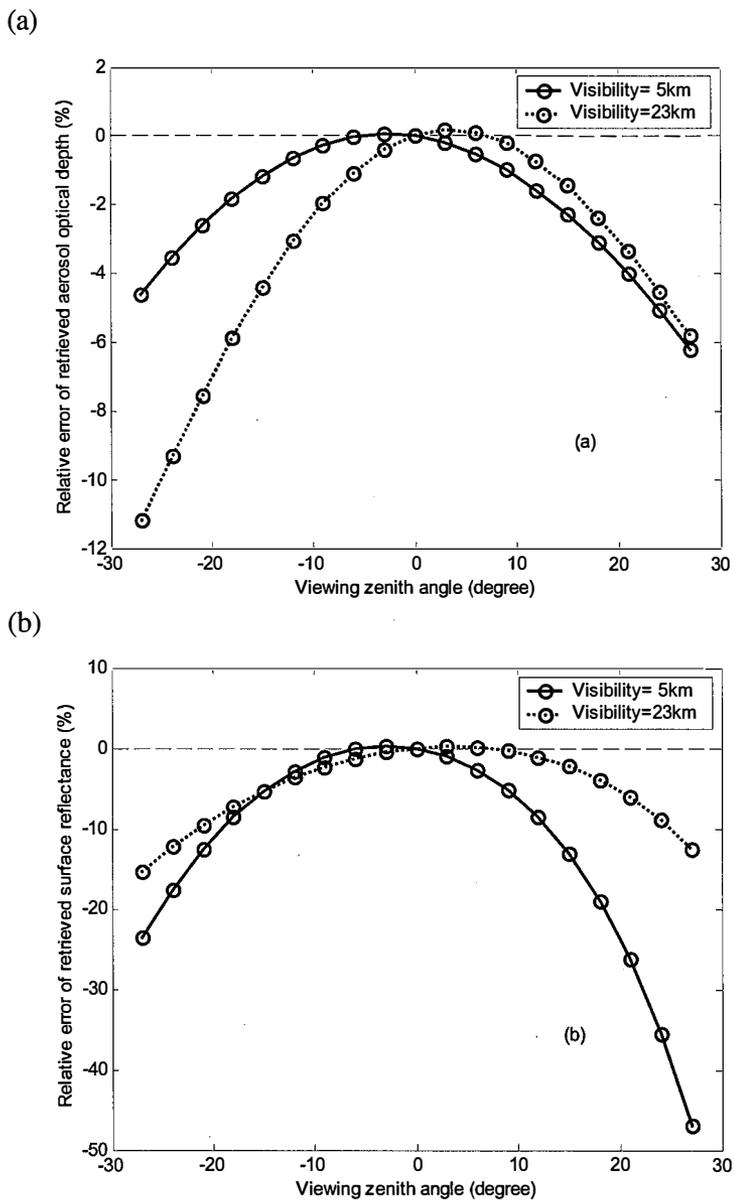 (a)
2
0
-2
-4
-6
-8
-10
-12
-30
-20
-10
0
10
20
30
Relative error of retrieved aerosol optical depth (%)
Viewing zenith angle (degree)
Visibility= 5km
Visibility=23km
(a)
(b)
10
0
-10
-20
-30
-40
-50
-30
-20
-10
0
10
20
30
Relative error of retrieved surface reflectance (%)
Viewing zenith angle (degree)
Visibility= 5km
Visibility=23km
(b)